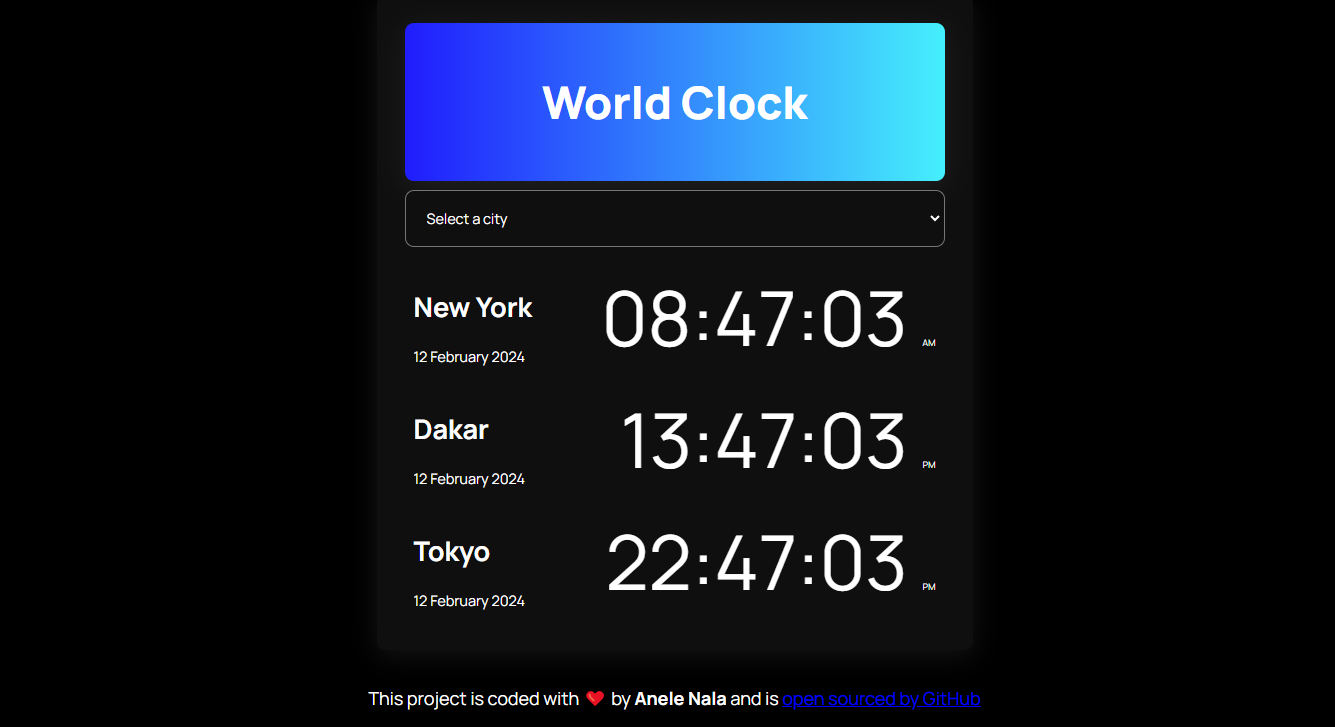 World Clock
Select a city
New York
08:47:03 AM
12 February 2024
Dakar
13:47:03 PM
12 February 2024
Tokyo
22:47:03 PM
12 February 2024
This project is coded with ❤️ by Anele Nala and is open sourced by GitHub